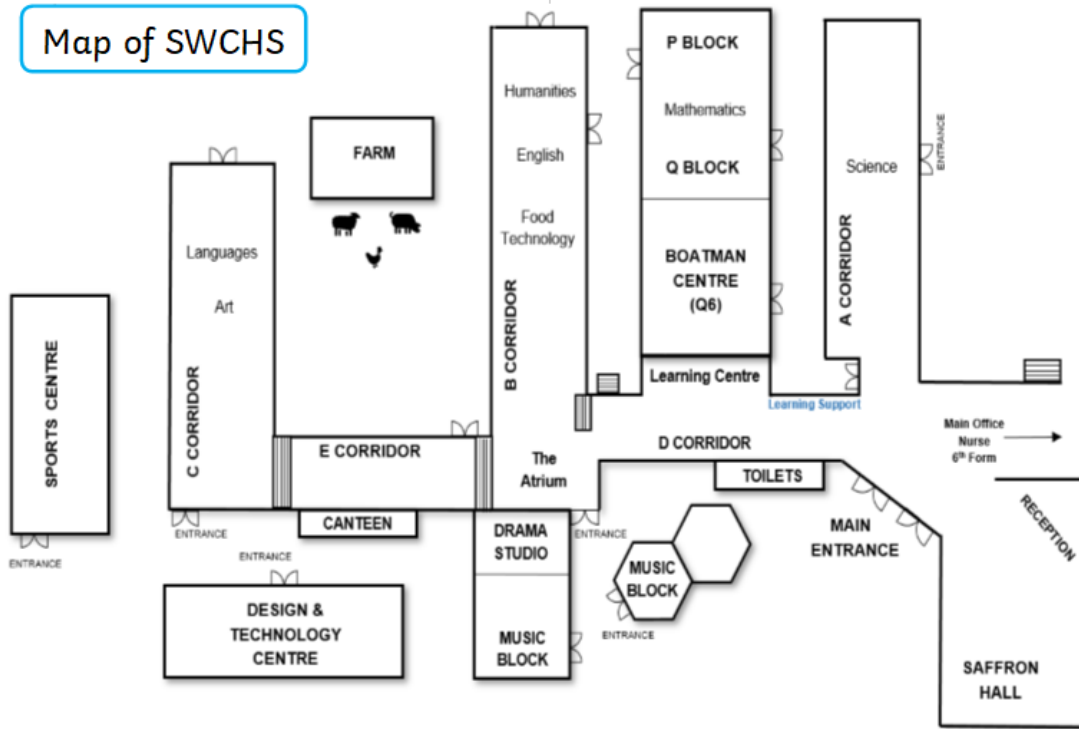 Map of SWCHS
P BLOCK
Mathematics
Q BLOCK
BOATMAN
CENTRE
(Q6)
Learning Centre
Learning Support
Humanities
English
Food
Technology
B CORRIDOR
The
Atrium
FARM
Science
A CORRIDOR
ENTRANCE
Languages
Art
C CORRIDOR
SPORTS CENTRE
ENTRANCE
E CORRIDOR
D CORRIDOR
Main Office
Nurse
6th Form
TOILETS
CANTEEN
ENTRANCE
ENTRANCE
DRAMA
STUDIO
ENTRANCE
MUSIC
BLOCK
ENTRANCE
MAIN
ENTRANCE
RECEPTION
DESIGN &
TECHNOLOGY
CENTRE
MUSIC
BLOCK
SAFFRON
HALL